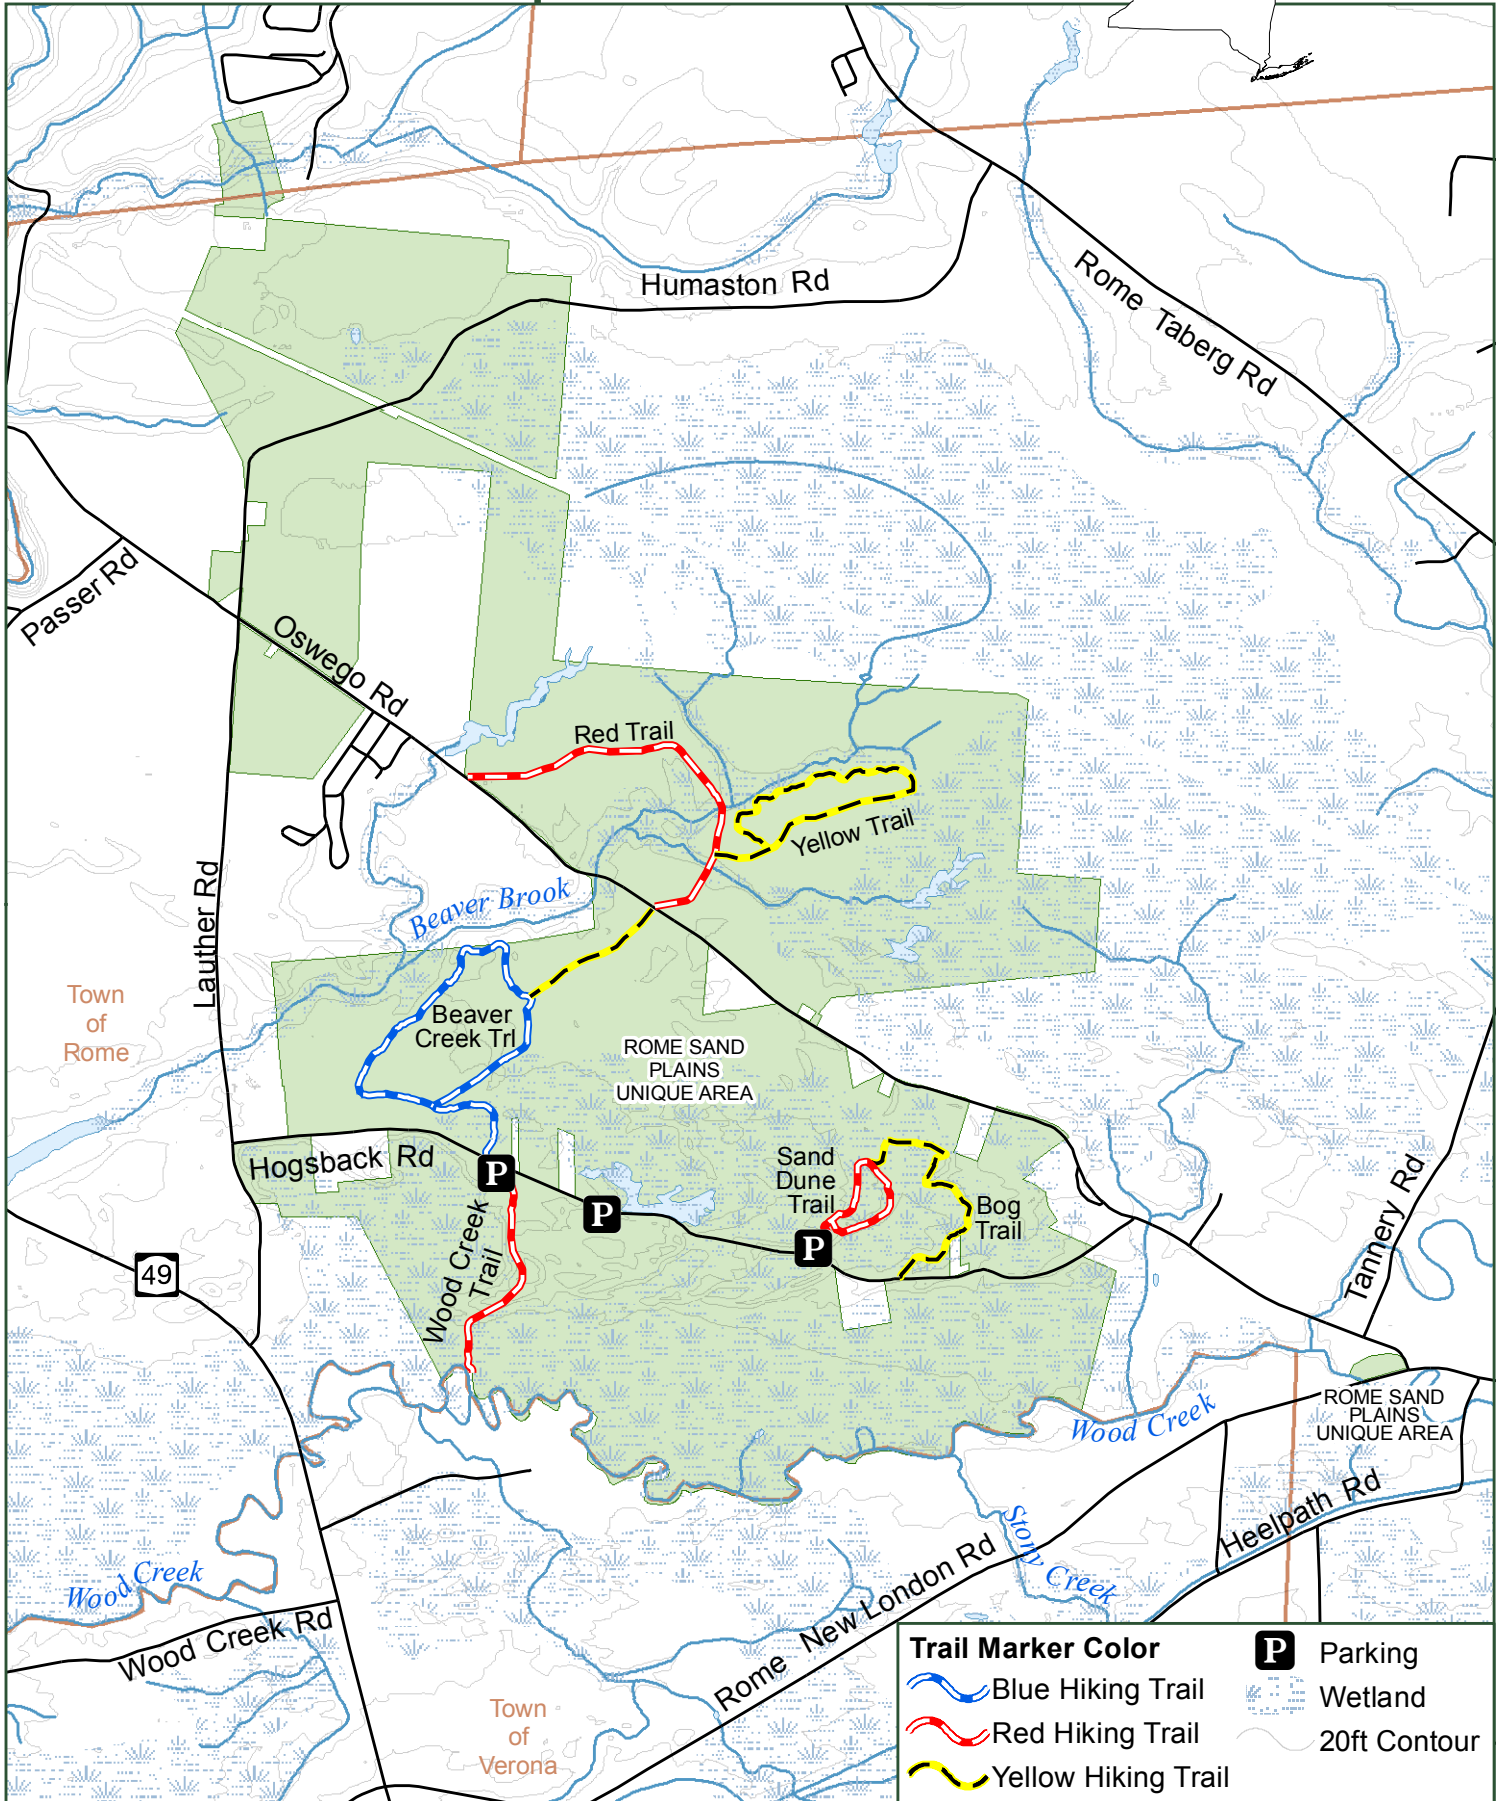 Humaston Rd
Rome Taberg Rd
Passer Rd
Oswego Rd
Red Trail
Yellow Trail
Lauther Rd
Beaver Brook
Town
of
Rome
Beaver
Creek Trl
ROME SAND
PLAINS
UNIQUE AREA
Hogsback Rd
P
P
P
Sand
Dune
Trail
Bog
Trail
Tannery Rd
49
Wood Creek
Trail
Wood Creek
ROME SAND
PLAINS
UNIQUE AREA
Heelpath Rd
Stony Creek
Wood Creek
Wood Creek Rd
Rome New London Rd
Town
of
Verona
Trail Marker Color
Blue Hiking Trail
Red Hiking Trail
Yellow Hiking Trail
P Parking
Wetland
20ft Contour